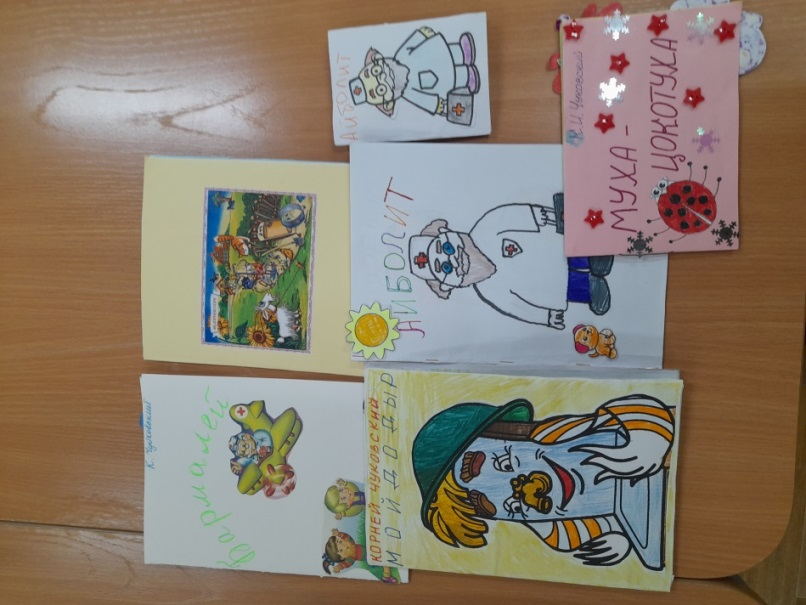 АЙБОЛИТ
К.И. Чуковский
МУХА -
ЦОКОТУХА
АЙБОЛИТ
К. Чуковский
Бармалей
КОРНЕЙ ЧУКОВСКИЙ
МОЙДОДЫР